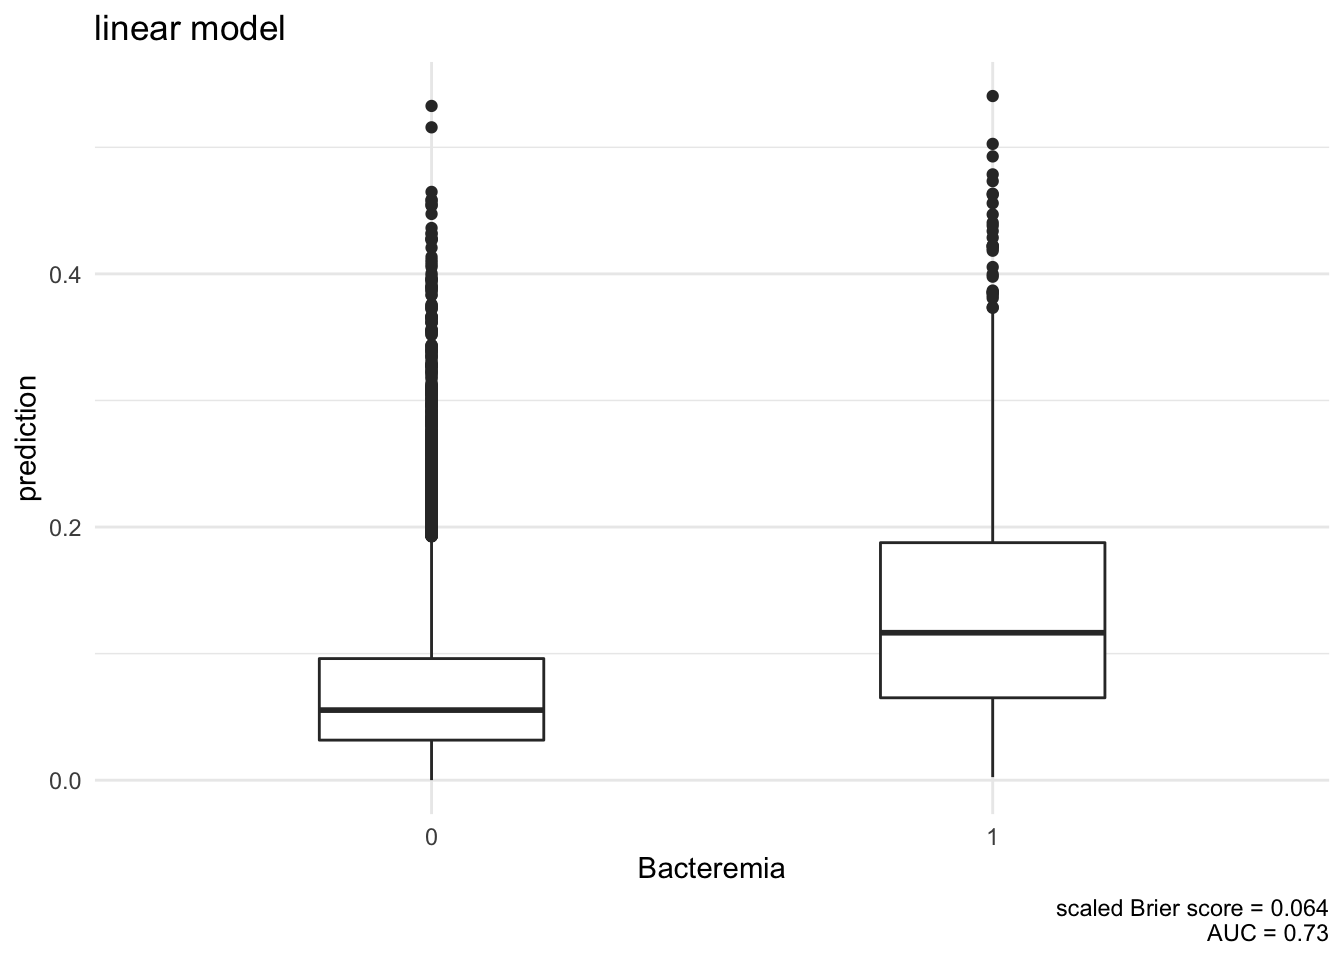 linear model
prediction
0.4
0.2
0.0
0
1
Bacteremia
scaled Brier score = 0.064
AUC = 0.73